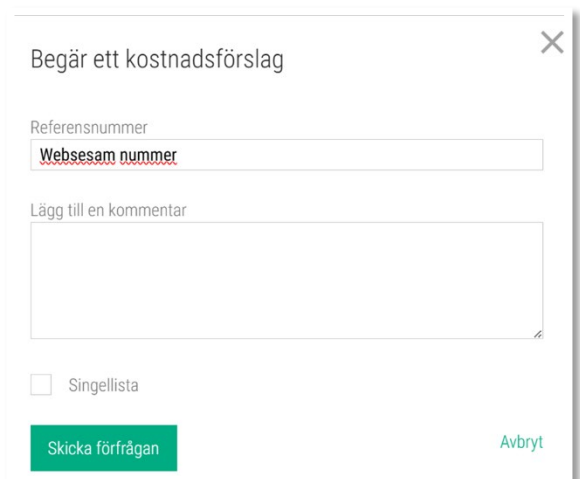 Begär ett kostnadsförslag
Referensnummer
Websesam nummer
Lägg till en kommentar
Singellista
Skicka förfrågan
Avbryt